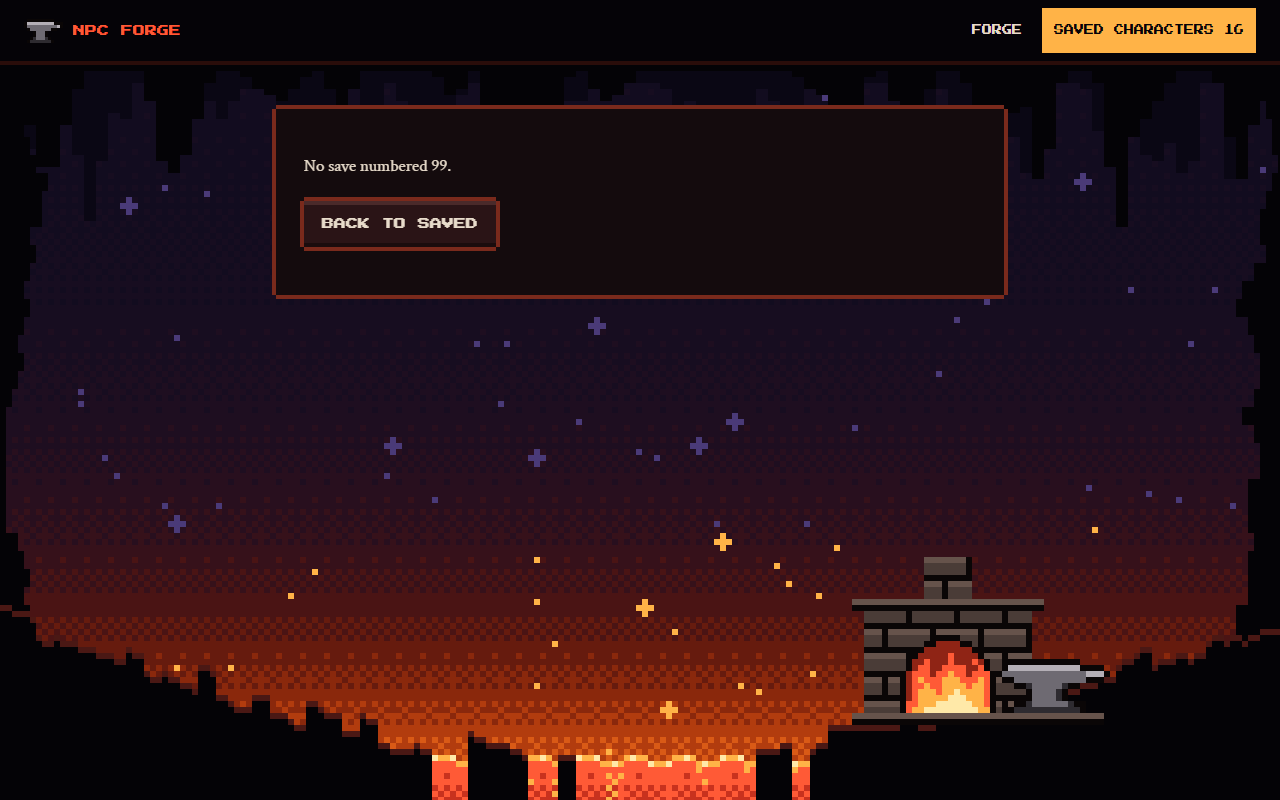 NPC FORGE
FORGE
SAVED CHARACTERS 16
No save numbered 99.
BACK TO SAVED